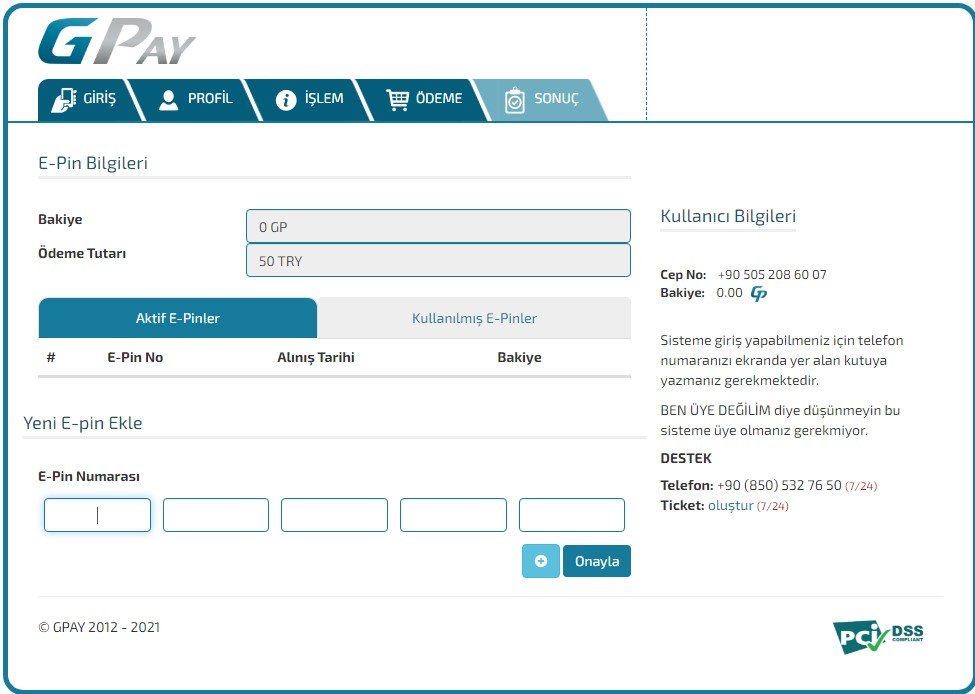 GPAY
GİRİŞ
PROFİL
İŞLEM
ÖDEME
SONUÇ
E-Pin Bilgileri
Bakiye
0 GP
Ödeme Tutarı
50 TRY
Aktif E-Pinler
Kullanılmış E-Pinler
# E-Pin No Alınış Tarihi Bakiye
Yeni E-pin Ekle
E-Pin Numarası
Onayla
Kullanıcı Bilgileri
Cep No: +90 505 208 60 07
Bakiye: 0.00 GP
Sisteme giriş yapabilmeniz için telefon
numaranızı ekranda yer alan kutuya
yazmanız gerekmektedir.
BEN ÜYE DEĞİLİM diye düşünmeyin bu
sisteme üye olmanız gerekmiyor.
DESTEK
Telefon: +90 (850) 532 76 50 (7/24)
Ticket: oluştur (7/24)
© GPAY 2012 - 2021
PCi DSS
COMPLIANT